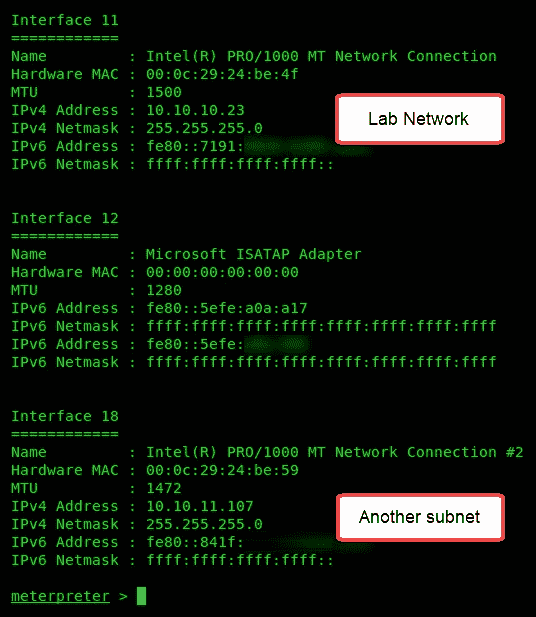 Interface 11
============
Name : Intel(R) PRO/1000 MT Network Connection
Hardware MAC : 00:0c:29:24:be:4f
MTU : 1500
IPv4 Address : 10.10.10.23
Lab Network
IPv4 Netmask : 255.255.255.0
IPv6 Address : fe80::7191:
IPv6 Netmask : ffff:ffff:ffff:ffff::
Interface 12
============
Name : Microsoft ISATAP Adapter
Hardware MAC : 00:00:00:00:00:00
MTU : 1280
IPv6 Address : fe80::5efe:a0a:a17
IPv6 Netmask : ffff:ffff:ffff:ffff:ffff:ffff:ffff:ffff
IPv6 Address : fe80::5efe:
IPv6 Netmask : ffff:ffff:ffff:ffff:ffff:ffff:ffff:ffff
Interface 18
============
Name : Intel(R) PRO/1000 MT Network Connection #2
Hardware MAC : 00:0c:29:24:be:59
MTU : 1472
IPv4 Address : 10.10.11.107
Another subnet
IPv4 Netmask : 255.255.255.0
IPv6 Address : fe80::841f:
IPv6 Netmask : ffff:ffff:ffff:ffff::
meterpreter >